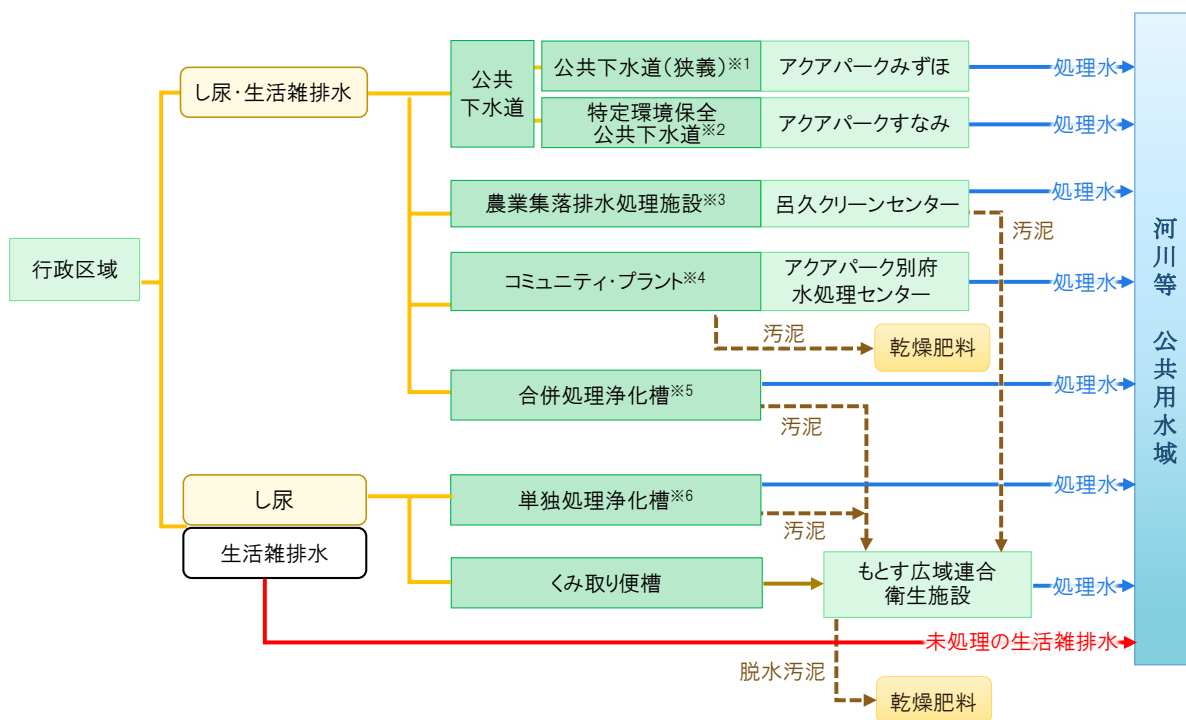 行政区域
し尿・生活雑排水
公共
下水道
公共下水道(狭義)※1
アクアパークみずほ
処理水
特定環境保全
公共下水道※2
アクアパークすなみ
処理水
農業集落排水処理施設※3
呂久クリーンセンター
処理水
汚泥
コミュニティ・プラント※4
アクアパーク別府
水処理センター
処理水
汚泥
乾燥肥料
合併処理浄化槽※5
処理水
汚泥
し尿
生活雑排水
単独処理浄化槽※6
処理水
汚泥
くみ取り便槽
もとす広域連合
衛生施設
処理水
未処理の生活雑排水
脱水汚泥
乾燥肥料
河川等 公共用水域